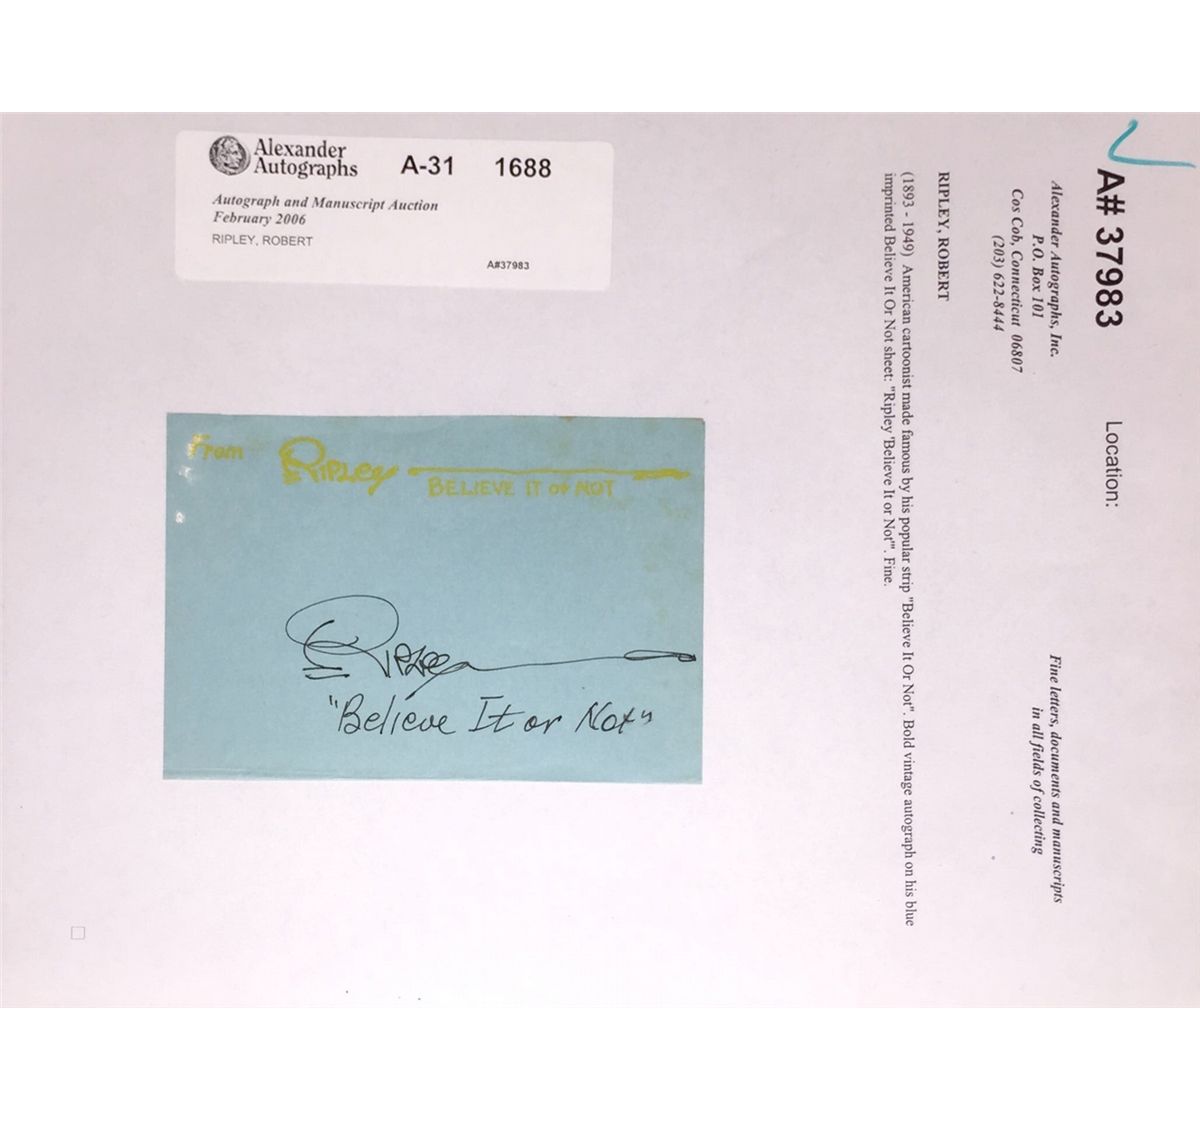 Alexander
Autographs
A-31 1688
Autograph and Manuscript Auction
February 2006
RIPLEY, ROBERT
A#37983
From Ripley
BELIEVE IT or NOT
Ripley
"Believe It or Not"
A# 37983 Location:
Alexander Autographs, Inc.
P.O. Box 101
Cos Cob, Connecticut 06807
(203) 622-8444
Fine letters, documents and manuscripts
in all fields of collecting
RIPLEY, ROBERT
(1893 - 1949) American cartoonist made famous by his popular strip "Believe It Or Not". Bold vintage autograph on his blue
imprinted Believe It Or Not sheet: "Ripley 'Believe It or Not'". Fine.